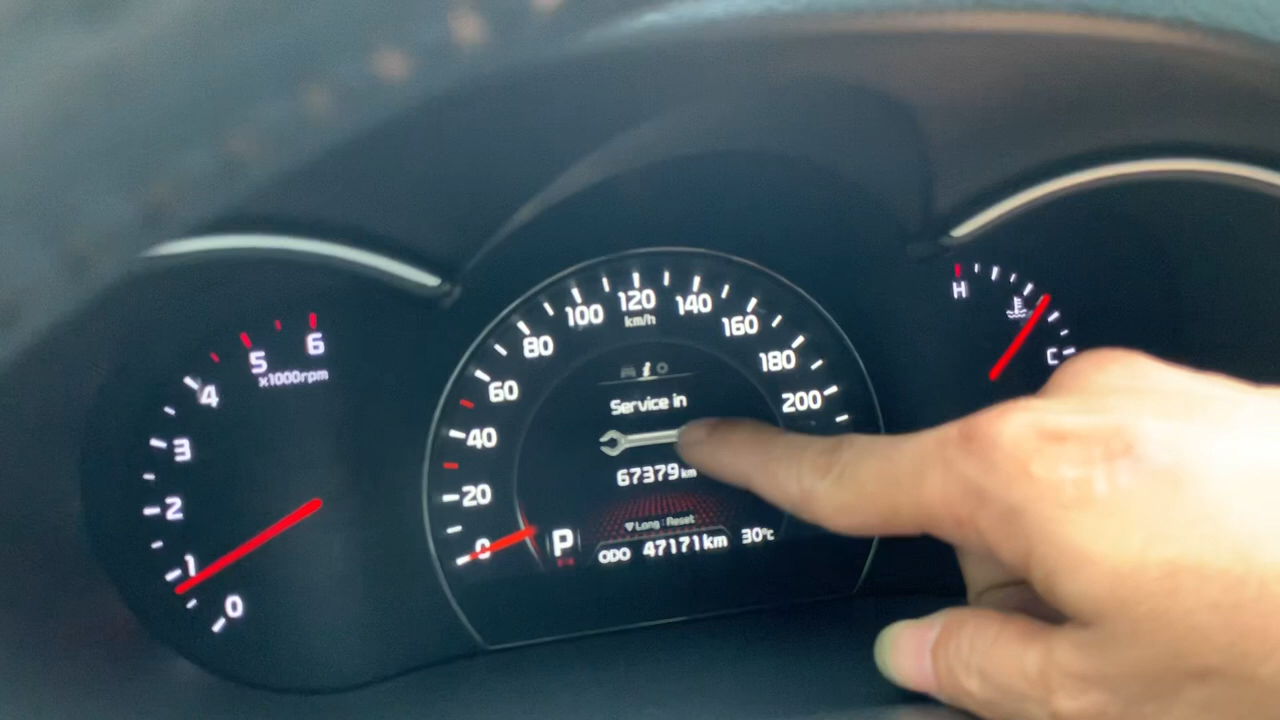 6
5
x1000rpm
4
3
2
1
0
120
km/h
100
140
80
160
60
180
40
200
20
0
Service in
67379km
▼Long : Reset
P
ODO 47171km 30°C
H
C